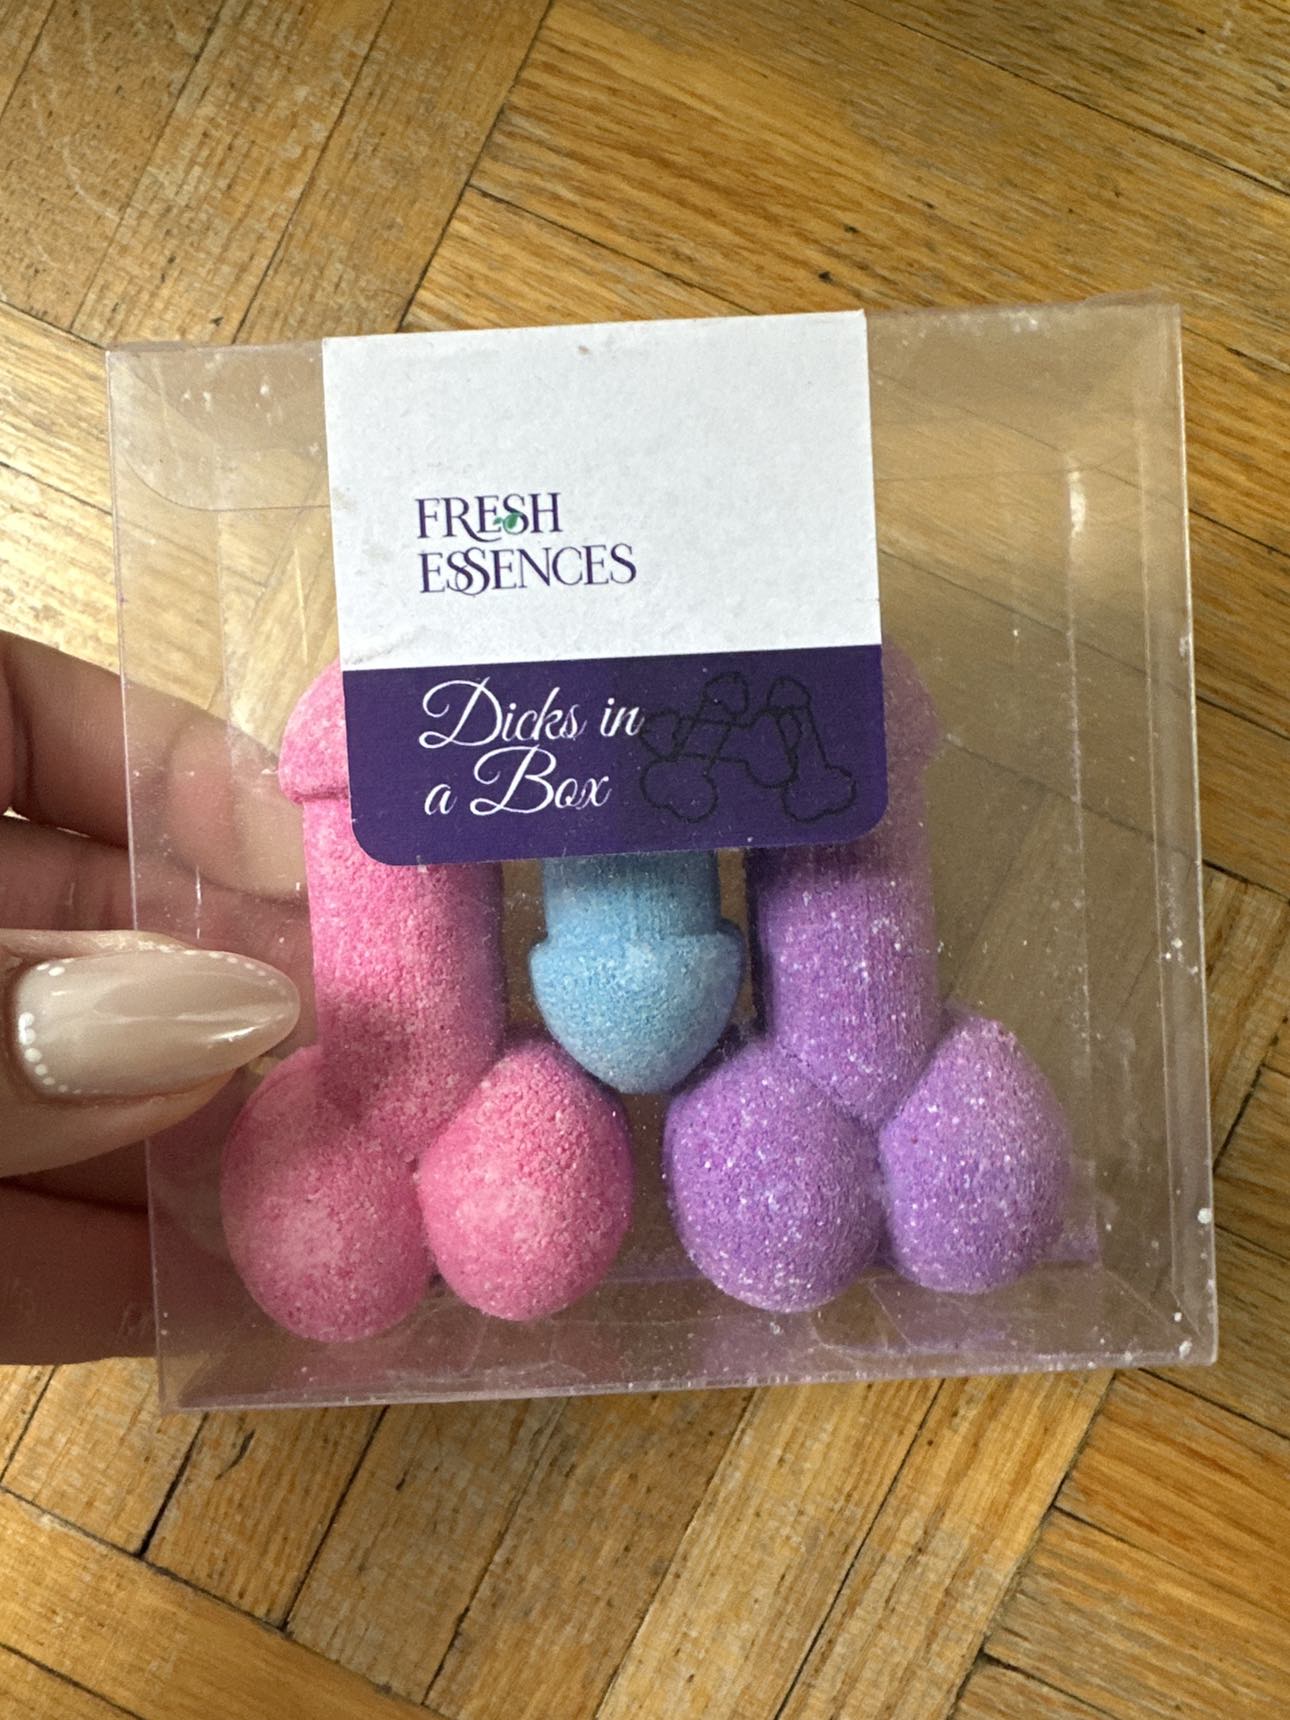 FRESH
ESSENCES
Dicks in
a Box